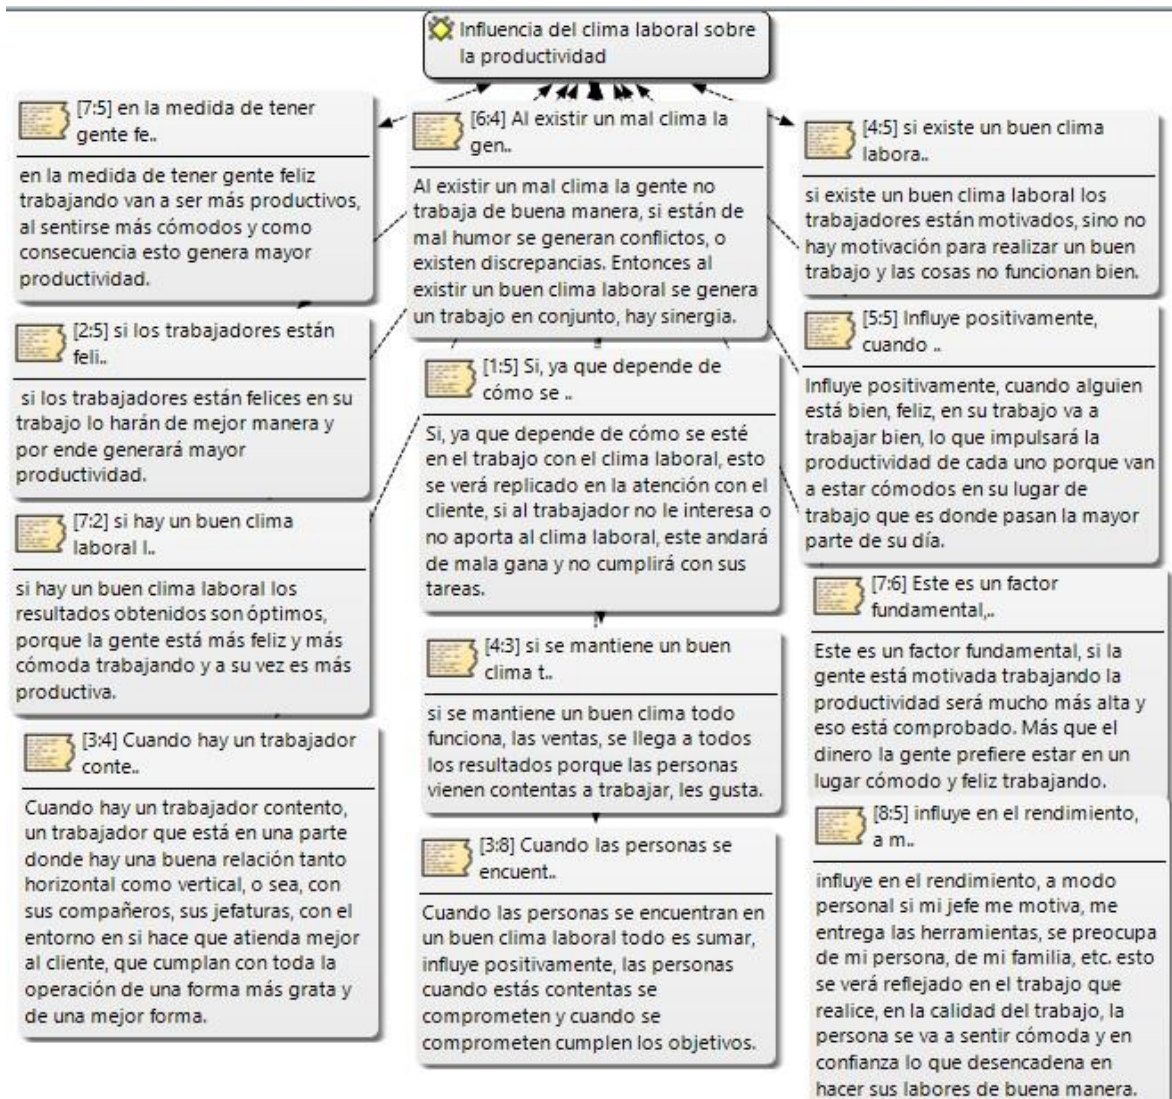 Influencia del clima laboral sobre
la productividad
[7:5] en la medida de tener
gente fe..
en la medida de tener gente feliz
trabajando van a ser más productivos,
al sentirse más cómodos y como
consecuencia esto genera mayor
productividad.
[2:5] si los trabajadores están
feli..
si los trabajadores están felices en su
trabajo lo harán de mejor manera y
por ende generará mayor
productividad.
[7:2] si hay un buen clima
laboral l..
si hay un buen clima laboral los
resultados obtenidos son óptimos,
porque la gente está más feliz y más
cómoda trabajando y a su vez es más
productiva.
[3:4] Cuando hay un trabajador
conte..
Cuando hay un trabajador contento,
un trabajador que está en una parte
donde hay una buena relación tanto
horizontal como vertical, o sea, con
sus compañeros, sus jefaturas, con el
entorno en si hace que atienda mejor
al cliente, que cumplan con toda la
operación de una forma más grata y
de una mejor forma.
[6:4] Al existir un mal clima la
gen..
Al existir un mal clima la gente no
trabaja de buena manera, si están de
mal humor se generan conflictos, o
existen discrepancias. Entonces al
existir un buen clima laboral se genera
un trabajo en conjunto, hay sinergia.
[1:5] Si, ya que depende de
cómo se ..
Si, ya que depende de cómo se esté
en el trabajo con el clima laboral, esto
se verá replicado en la atención con el
cliente, si al trabajador no le interesa o
no aporta al clima laboral, este andará
de mala gana y no cumplirá con sus
tareas.
[4:3] si se mantiene un buen
clima t..
si se mantiene un buen clima todo
funciona, las ventas, se llega a todos
los resultados porque las personas
vienen contentas a trabajar, les gusta.
[3:8] Cuando las personas se
encuent..
Cuando las personas se encuentran en
un buen clima laboral todo es sumar,
influye positivamente, las personas
cuando estás contentas se
comprometen y cuando se
comprometen cumplen los objetivos.
[4:5] si existe un buen clima
labora..
si existe un buen clima laboral los
trabajadores están motivados, sino no
hay motivación para realizar un buen
trabajo y las cosas no funcionan bien.
[5:5] Influye positivamente,
cuando ..
Influye positivamente, cuando alguien
está bien, feliz, en su trabajo va a
trabajar bien, lo que impulsará la
productividad de cada uno porque van
a estar cómodos en su lugar de
trabajo que es donde pasan la mayor
parte de su día.
[7:6] Este es un factor
fundamental,..
Este es un factor fundamental, si la
gente está motivada trabajando la
productividad será mucho más alta y
eso está comprobado. Más que el
dinero la gente prefiere estar en un
lugar cómodo y feliz trabajando.
[8:5] influye en el rendimiento,
a m..
influye en el rendimiento, a modo
personal si mi jefe me motiva, me
entrega las herramientas, se preocupa
de mi persona, de mi familia, etc. esto
se verá reflejado en el trabajo que
realice, en la calidad del trabajo, la
persona se va a sentir cómoda y en
confianza lo que desencadena en
hacer sus labores de buena manera.